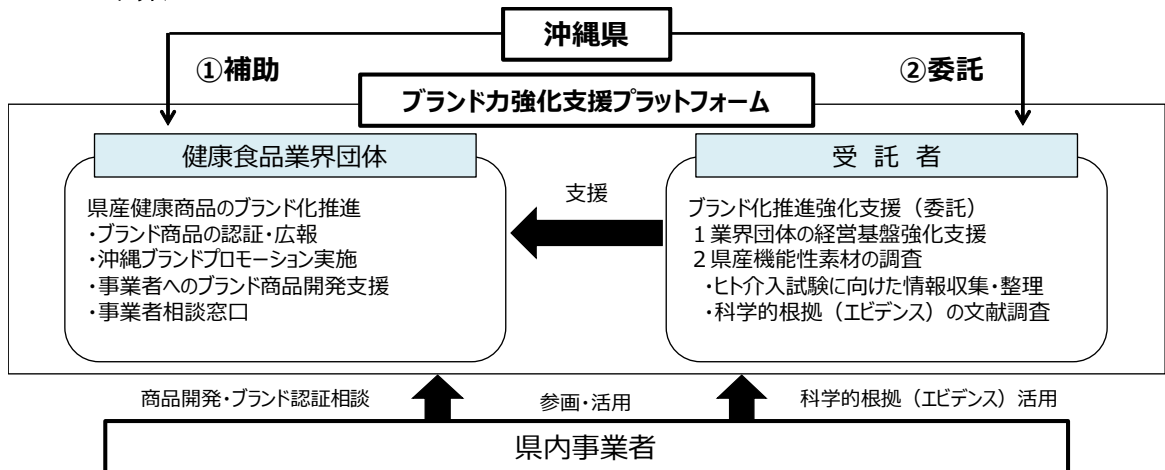 沖縄県
①補助
②委託
ブランド力強化支援プラットフォーム
健康食品業界団体
県産健康商品のブランド化推進
・ブランド商品の認証・広報
・沖縄ブランドプロモーション実施
・事業者へのブランド商品開発支援
・事業者相談窓口
支援
受託者
ブランド化推進強化支援（委託）
１業界団体の経営基盤強化支援
２県産機能性素材の調査
・ヒト介入試験に向けた情報収集・整理
・科学的根拠（エビデンス）の文献調査
商品開発・ブランド認証相談
参画・活用
科学的根拠（エビデンス）活用
県内事業者